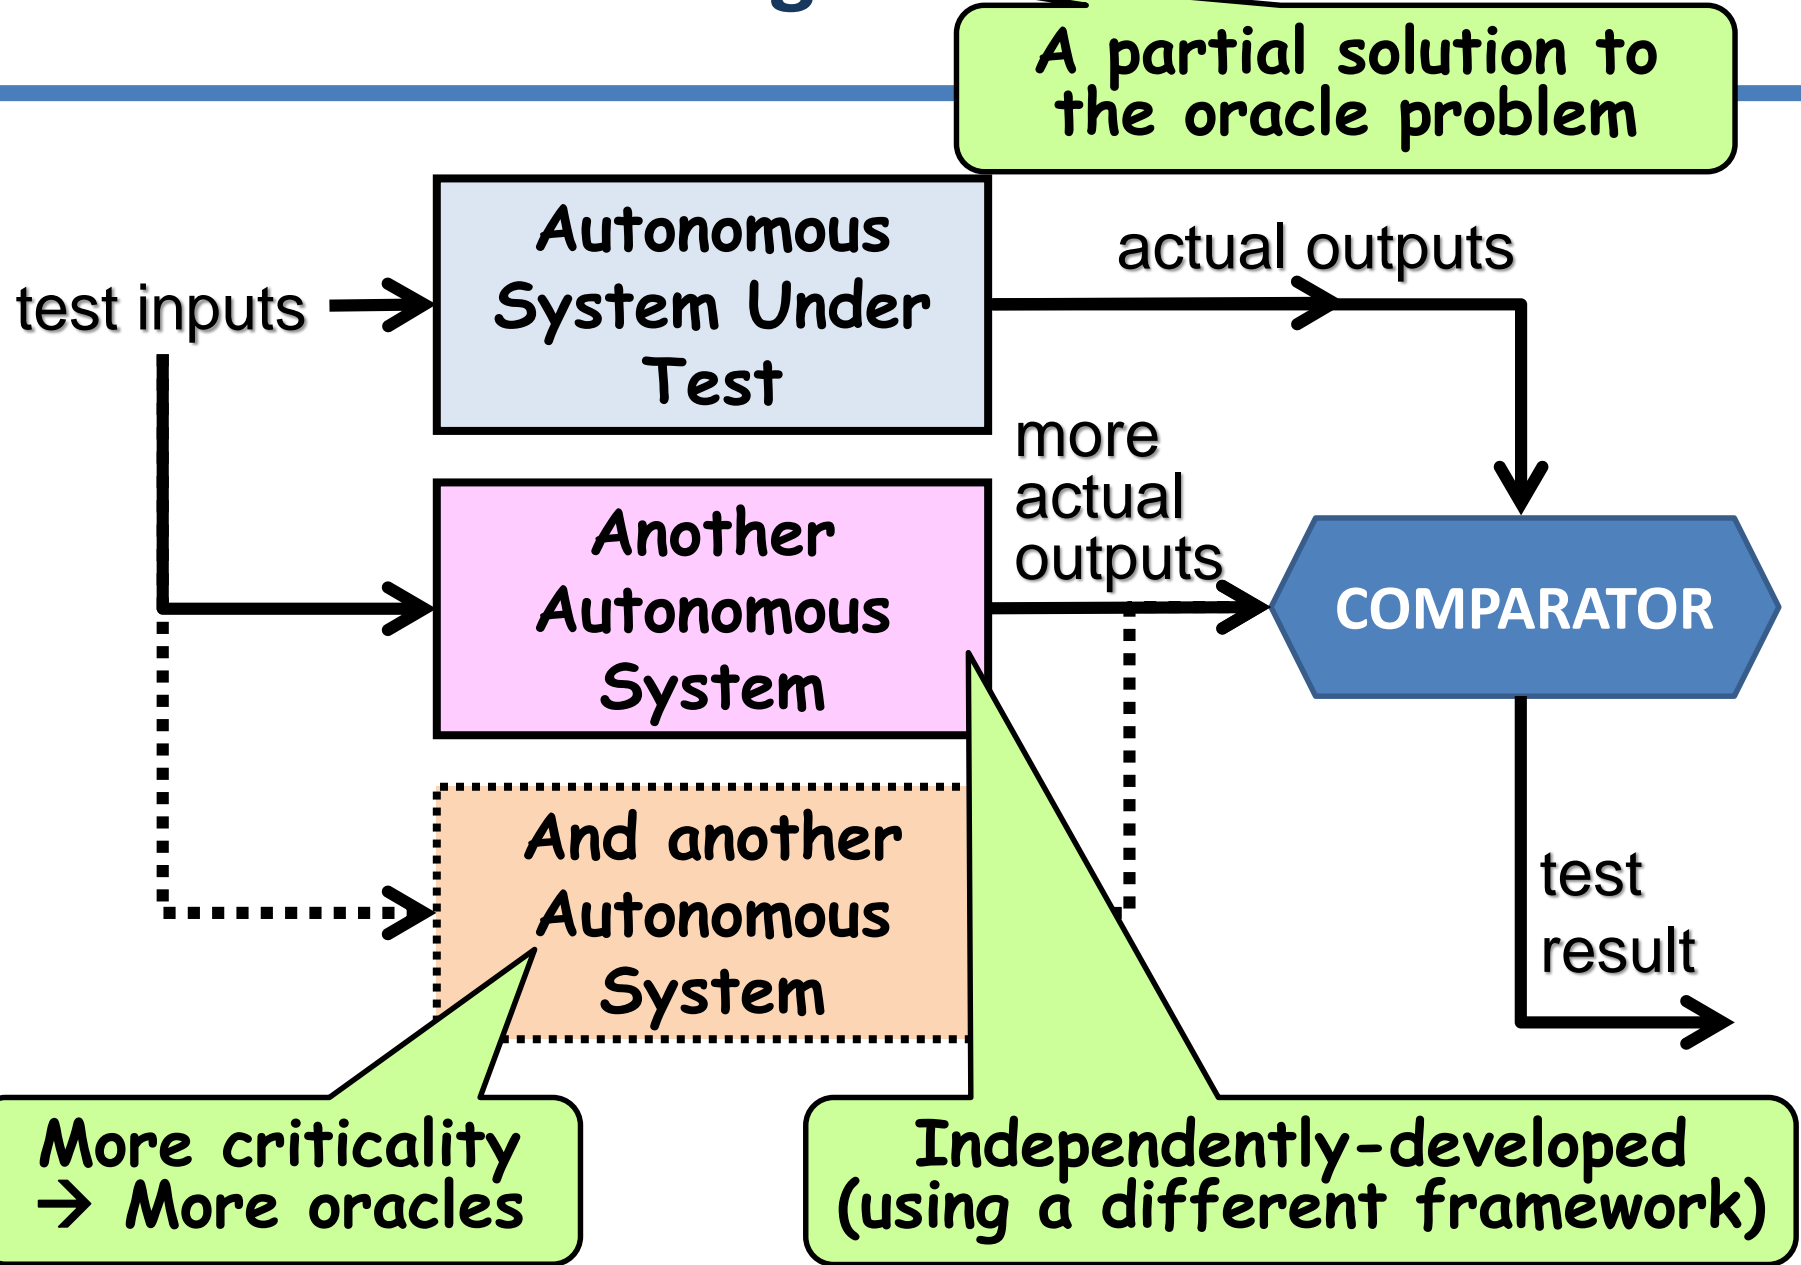 A partial solution to
the oracle problem
Autonomous
System Under
Test
actual outputs
test inputs
more
actual
outputs
Another
Autonomous
System
COMPARATOR
And another
Autonomous
System
test
result
More criticality
→ More oracles
Independently-developed
(using a different framework)